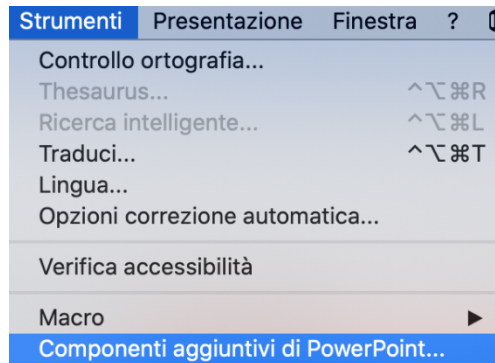 Strumenti Presentazione Finestra ?
Controllo ortografia...
Thesaurus... ^⌥⌘R
Ricerca intelligente... ^⌥⌘L
Traduci... ^⌥⌘T
Lingua...
Opzioni correzione automatica...
Verifica accessibilità
Macro ▶
Componenti aggiuntivi di PowerPoint...